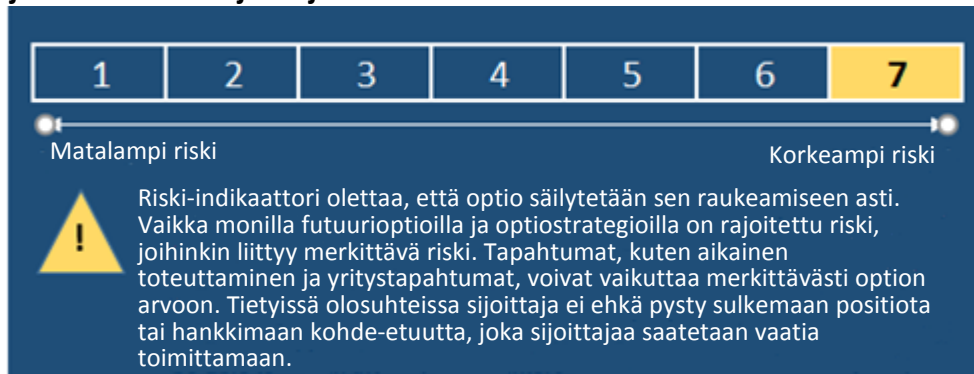 1 2 3 4 5 6 7
Matalampi riski Korkeampi riski
Riski-indikaattori olettaa, että optio säilytetään sen raukeamiseen asti.
! Vaikka monilla futuurioptioilla ja optiostrategioilla on rajoitettu riski,
joihinkin liittyy merkittävä riski. Tapahtumat, kuten aikainen
toteuttaminen ja yritystapahtumat, voivat vaikuttaa merkittävästi option
arvoon. Tietyissä olosuhteissa sijoittaja ei ehkä pysty sulkemaan positiota
tai hankkimaan kohde-etuutta, joka sijoittajaa saatetaan vaatia
toimittamaan.